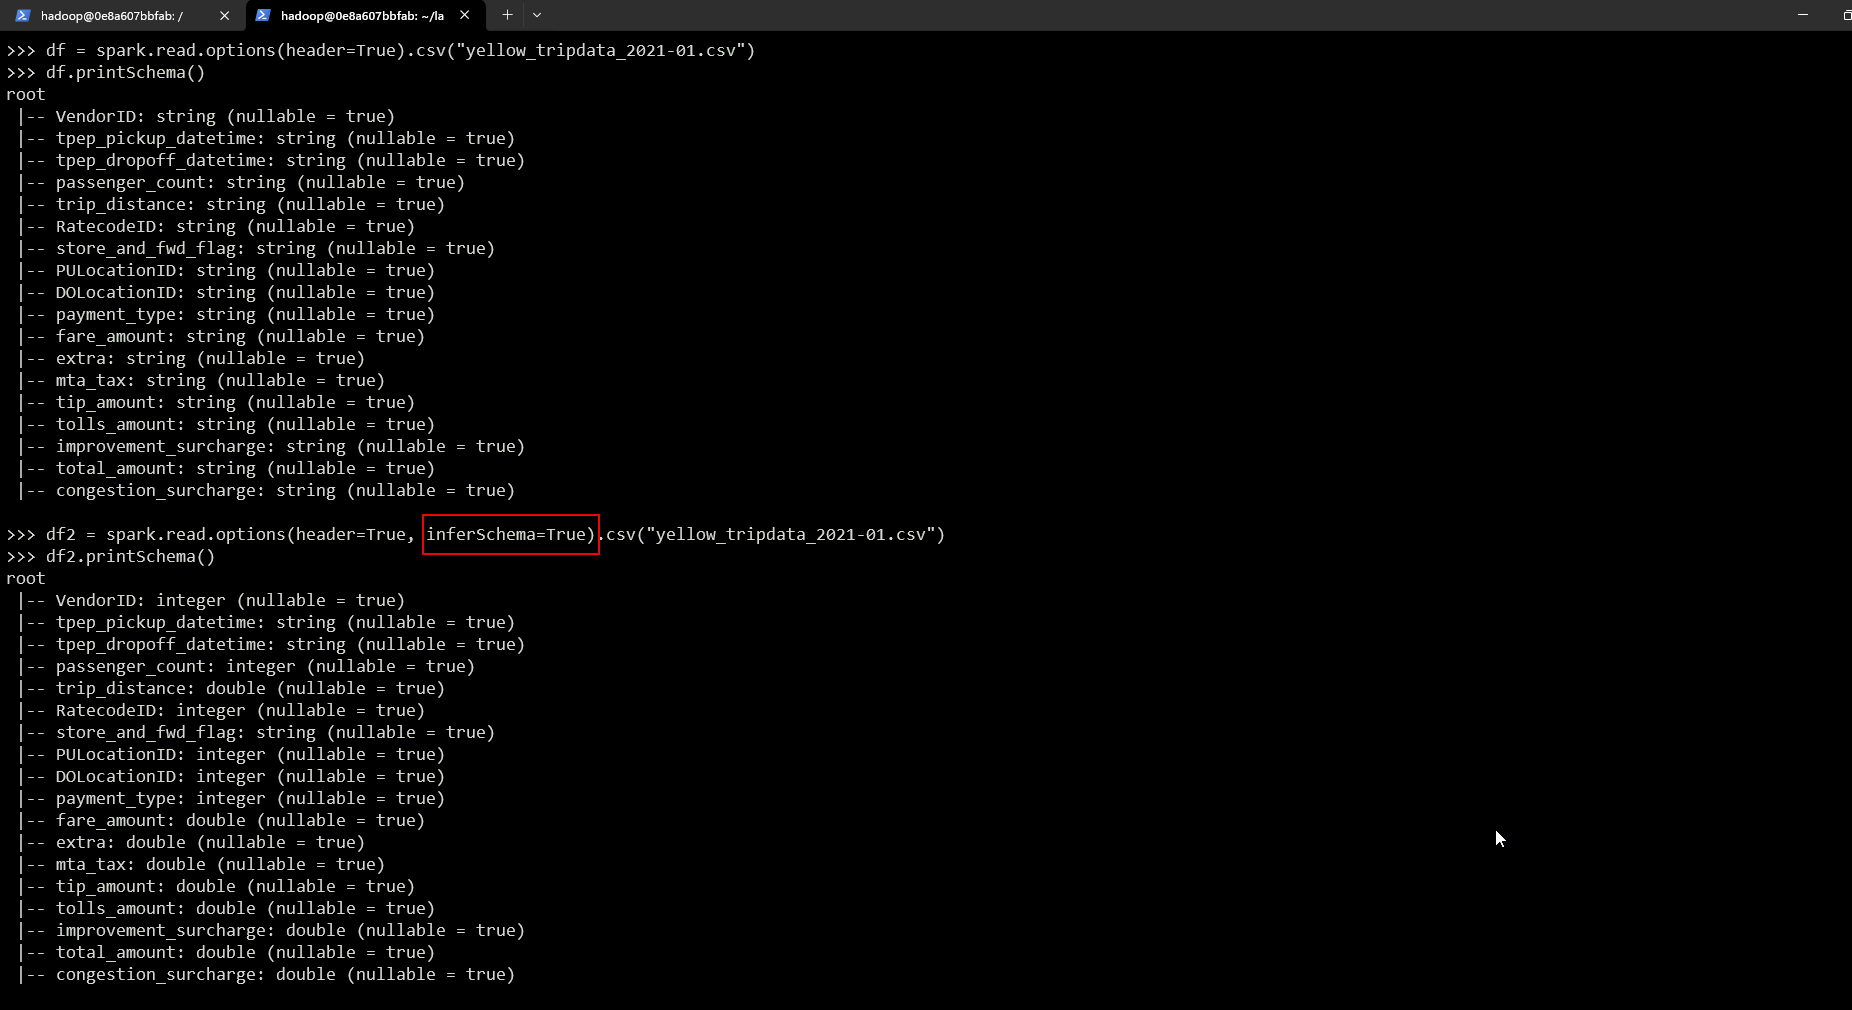 hadoop@0e8a607bbfab: /
hadoop@0e8a607bbfab: ~/la
>>> df = spark.read.options(header=True).csv("yellow_tripdata_2021-01.csv")
>>> df.printSchema()
root
 |-- VendorID: string (nullable = true)
 |-- tpep_pickup_datetime: string (nullable = true)
 |-- tpep_dropoff_datetime: string (nullable = true)
 |-- passenger_count: string (nullable = true)
 |-- trip_distance: string (nullable = true)
 |-- RatecodeID: string (nullable = true)
 |-- store_and_fwd_flag: string (nullable = true)
 |-- PULocationID: string (nullable = true)
 |-- DOLocationID: string (nullable = true)
 |-- payment_type: string (nullable = true)
 |-- fare_amount: string (nullable = true)
 |-- extra: string (nullable = true)
 |-- mta_tax: string (nullable = true)
 |-- tip_amount: string (nullable = true)
 |-- tolls_amount: string (nullable = true)
 |-- improvement_surcharge: string (nullable = true)
 |-- total_amount: string (nullable = true)
 |-- congestion_surcharge: string (nullable = true)
>>> df2 = spark.read.options(header=True, inferSchema=True).csv("yellow_tripdata_2021-01.csv")
>>> df2.printSchema()
root
 |-- VendorID: integer (nullable = true)
 |-- tpep_pickup_datetime: string (nullable = true)
 |-- tpep_dropoff_datetime: string (nullable = true)
 |-- passenger_count: integer (nullable = true)
 |-- trip_distance: double (nullable = true)
 |-- RatecodeID: integer (nullable = true)
 |-- store_and_fwd_flag: string (nullable = true)
 |-- PULocationID: integer (nullable = true)
 |-- DOLocationID: integer (nullable = true)
 |-- payment_type: integer (nullable = true)
 |-- fare_amount: double (nullable = true)
 |-- extra: double (nullable = true)
 |-- mta_tax: double (nullable = true)
 |-- tip_amount: double (nullable = true)
 |-- tolls_amount: double (nullable = true)
 |-- improvement_surcharge: double (nullable = true)
 |-- total_amount: double (nullable = true)
 |-- congestion_surcharge: double (nullable = true)